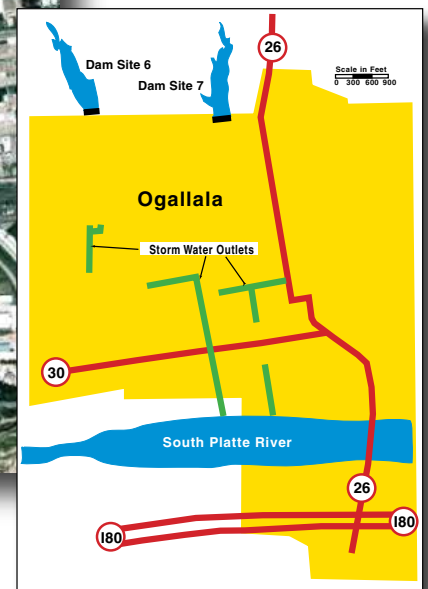 26
Dam Site 6
Dam Site 7
Scale in Feet
0 300 600 900
Ogallala
Storm Water Outlets
30
South Platte River
26
I80
I80